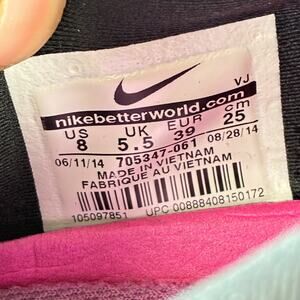 VJ
nikebetterworld.com
US UK EUR cm
8 5.5 39 25
06/11/14 705347-061 08/28/14
MADE IN VIETNAM
FABRIQUE AU VIETNAM
105097851 UPC 00888408150172